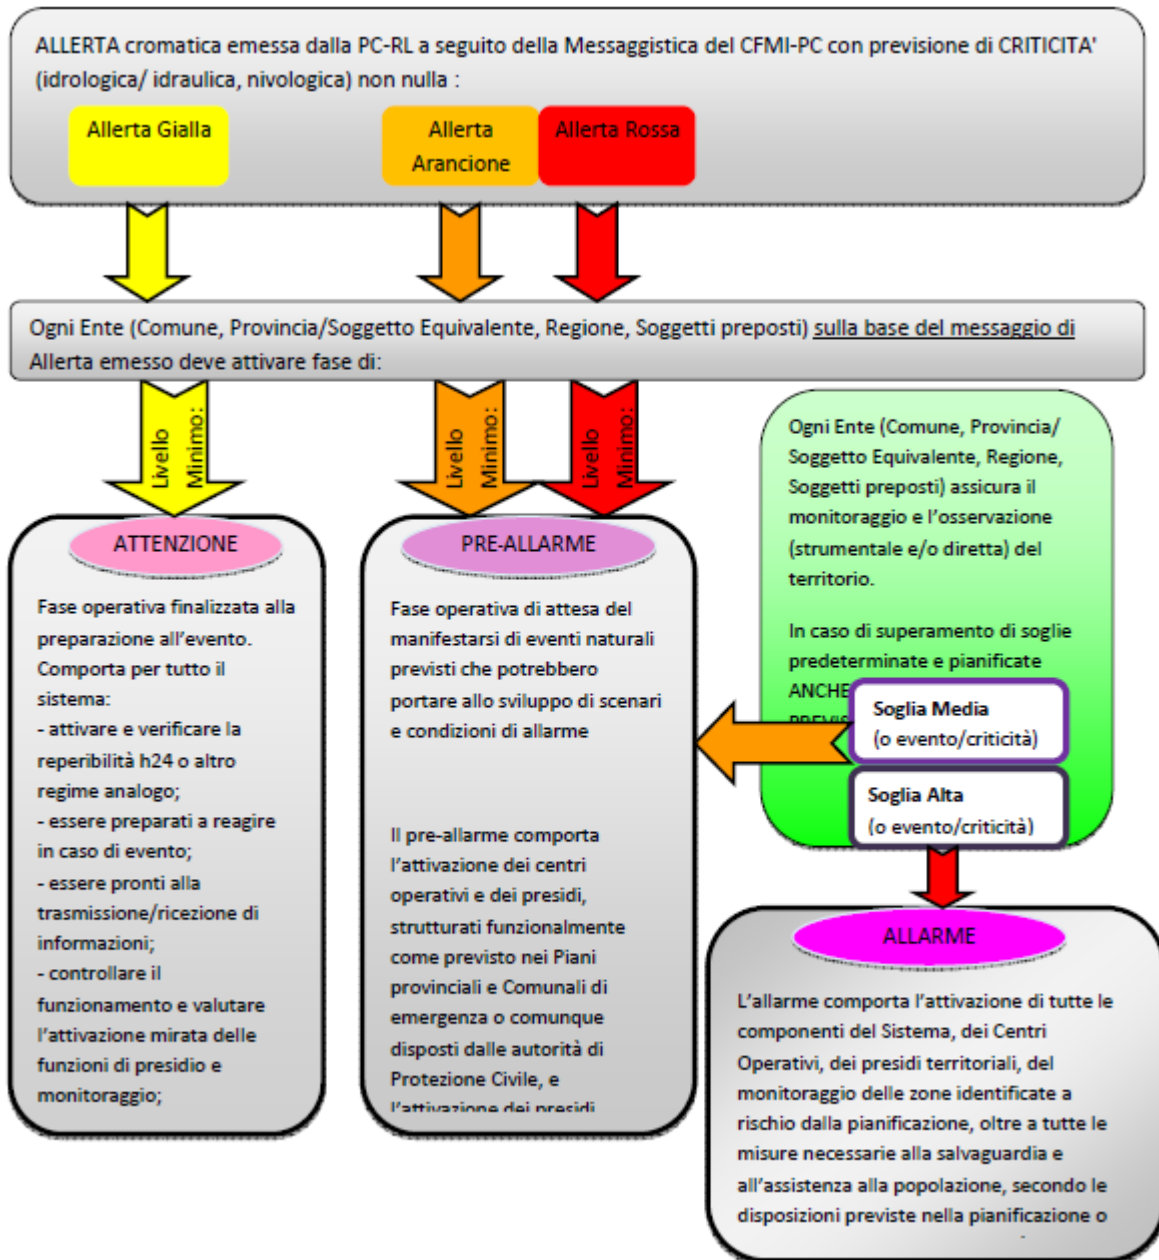 ALLERTA cromatica emessa dalla PC-RL a seguito della Messaggistica del CFMI-PC con previsione di CRITICITA'
(idrologica/ idraulica, nivologica) non nulla :
Allerta Gialla
Allerta
Arancione
Allerta Rossa
Ogni Ente (Comune, Provincia/Soggetto Equivalente, Regione, Soggetti preposti) sulla base del messaggio di
Allerta emesso deve attivare fase di:
Livello
Minimo:
Livello
Minimo:
Livello
Minimo:
ATTENZIONE
Fase operativa finalizzata alla
preparazione all'evento.
Comporta per tutto il
sistema:
- attivare e verificare la
reperibilità h24 o altro
regime analogo;
- essere preparati a reagire
in caso di evento;
- essere pronti alla
trasmissione/ricezione di
informazioni;
- controllare il
funzionamento e valutare
l'attivazione mirata delle
funzioni di presidio e
monitoraggio;
PRE-ALLARME
Fase operativa di attesa del
manifestarsi di eventi naturali
previsti che potrebbero
portare allo sviluppo di scenari
e condizioni di allarme
Il pre-allarme comporta
l'attivazione dei centri
operativi e dei presidi,
strutturati funzionalmente
come previsto nei Piani
provinciali e Comunali di
emergenza o comunque
disposti dalle autorità di
Protezione Civile, e
l'attivazione dei presidi
Ogni Ente (Comune, Provincia/
Soggetto Equivalente, Regione,
Soggetti preposti) assicura il
monitoraggio e l'osservazione
(strumentale e/o diretta) del
territorio.
In caso di superamento di soglie
predeterminate e pianificate
ANCHE
Soglia Media
(o evento/criticità)
Soglia Alta
(o evento/criticità)
ALLARME
L'allarme comporta l'attivazione di tutte le
componenti del Sistema, dei Centri
Operativi, dei presidi territoriali, del
monitoraggio delle zone identificate a
rischio dalla pianificazione, oltre a tutte le
misure necessarie alla salvaguardia e
all'assistenza alla popolazione, secondo le
disposizioni previste nella pianificazione o